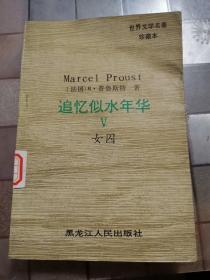 世界文学名著
珍藏本
Marcel Proust
〔法国〕M·普鲁斯特 著
追忆似水年华
V
女囚
黑龙江人民出版社